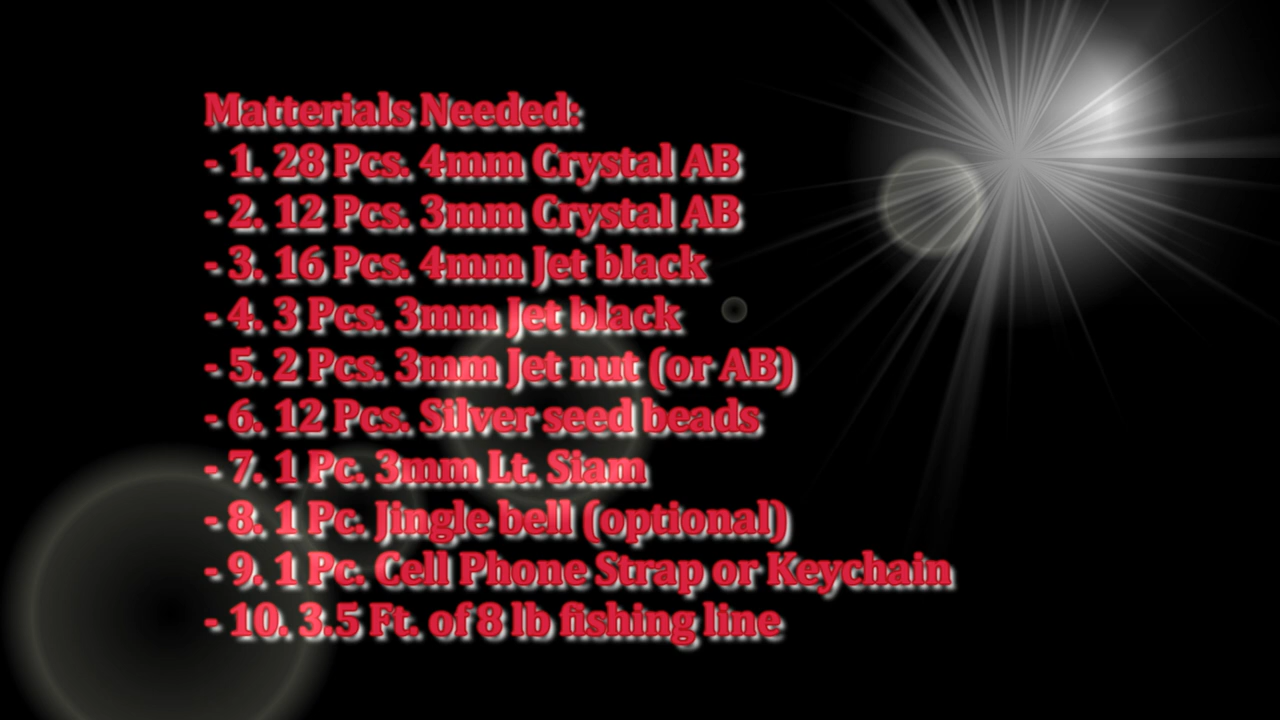 Matterials Needed:
- 1. 28 Pcs. 4mm Crystal AB
- 2. 12 Pcs. 3mm Crystal AB
- 3. 16 Pcs. 4mm Jet black
- 4. 3 Pcs. 3mm Jet black
- 5. 2 Pcs. 3mm Jet nut (or AB)
- 6. 12 Pcs. Silver seed beads
- 7. 1 Pc. 3mm Lt. Siam
- 8. 1 Pc. Jingle bell (optional)
- 9. 1 Pc. Cell Phone Strap or Keychain
- 10. 3.5 Ft. of 8 lb fishing line